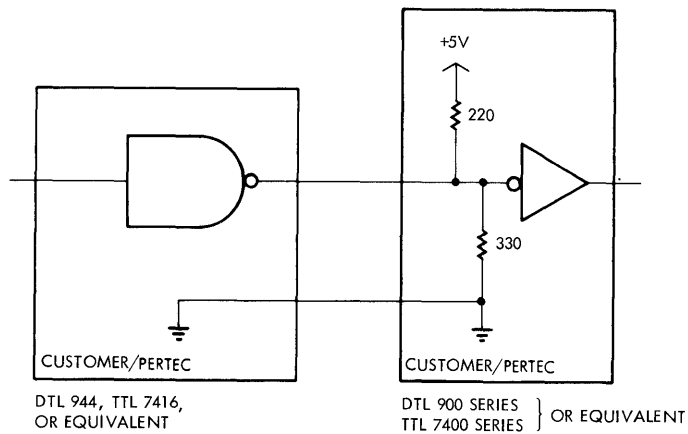 +5V
220
330
CUSTOMER/PERTEC
CUSTOMER/PERTEC
DTL 944, TTL 7416,
OR EQUIVALENT
DTL 900 SERIES
TTL 7400 SERIES
OR EQUIVALENT